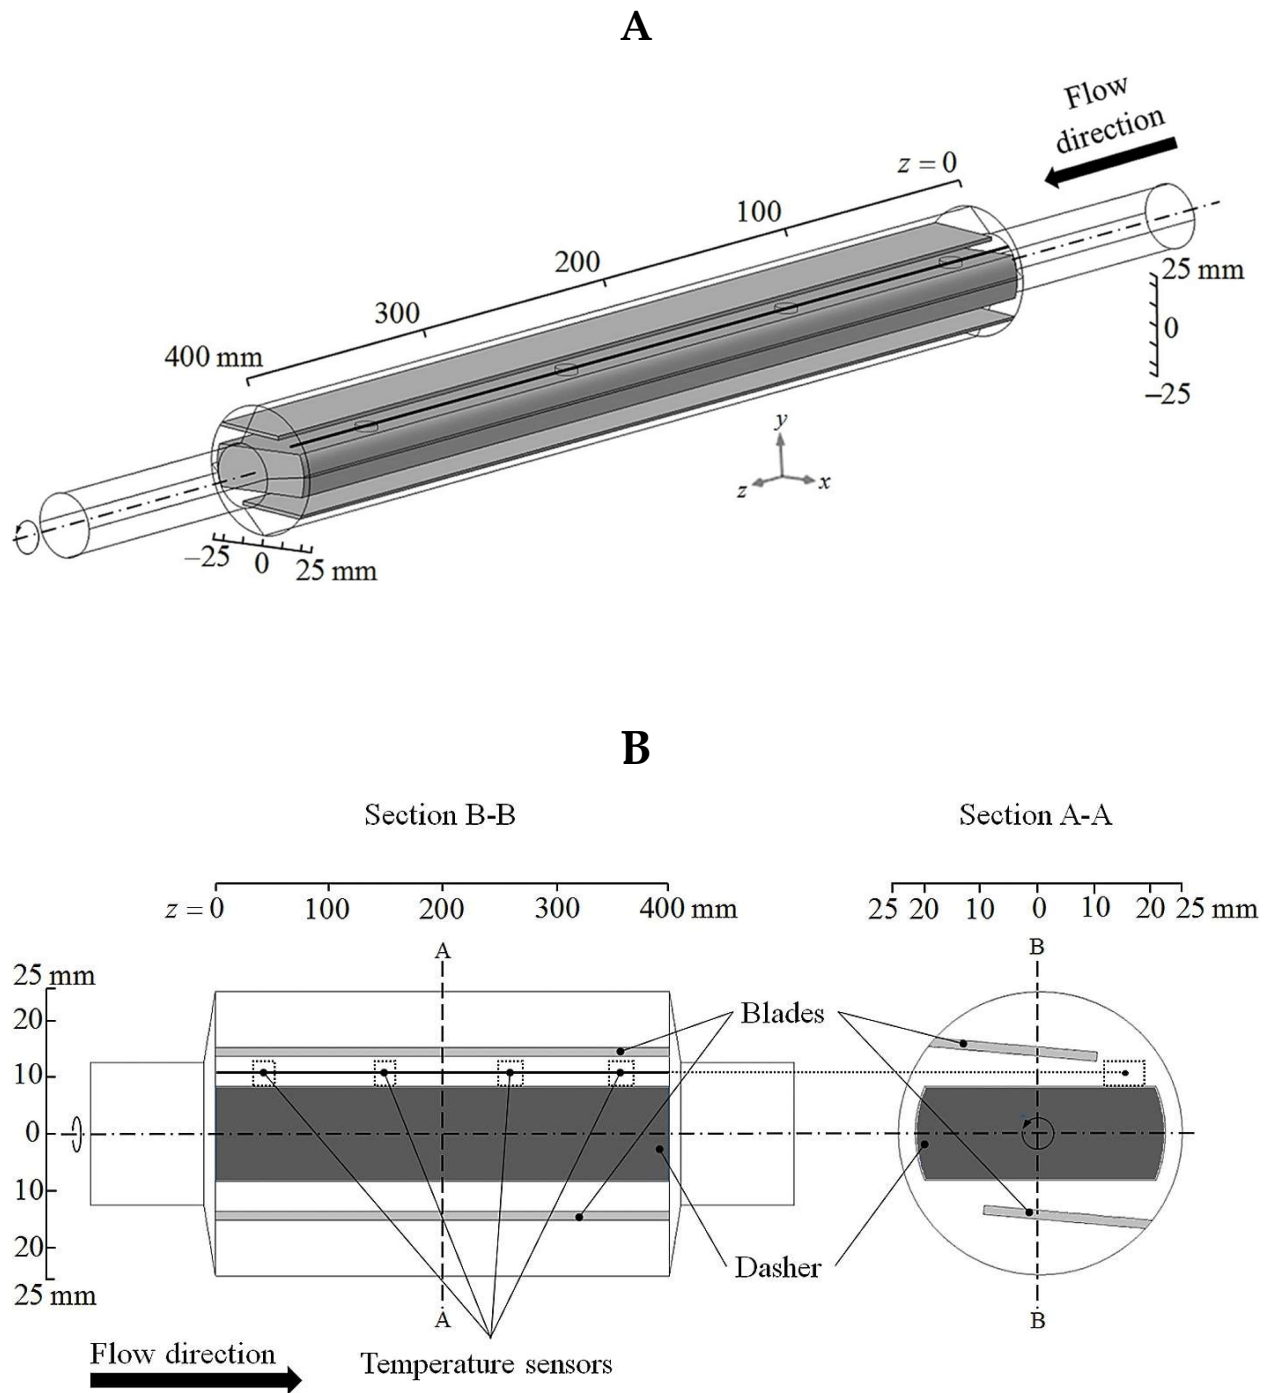 A
Flow
direction
z = 0
100
200
300
400 mm
25 mm
0
−25
y
z
x
−25 0 25 mm
B
Section B-B
Section A-A
z = 0 100 200 300 400 mm
25 20 10 0 10 20 25 mm
A
B
25 mm
20
10
0
10
20
25 mm
Blades
Dasher
A
B
Flow direction
Temperature sensors